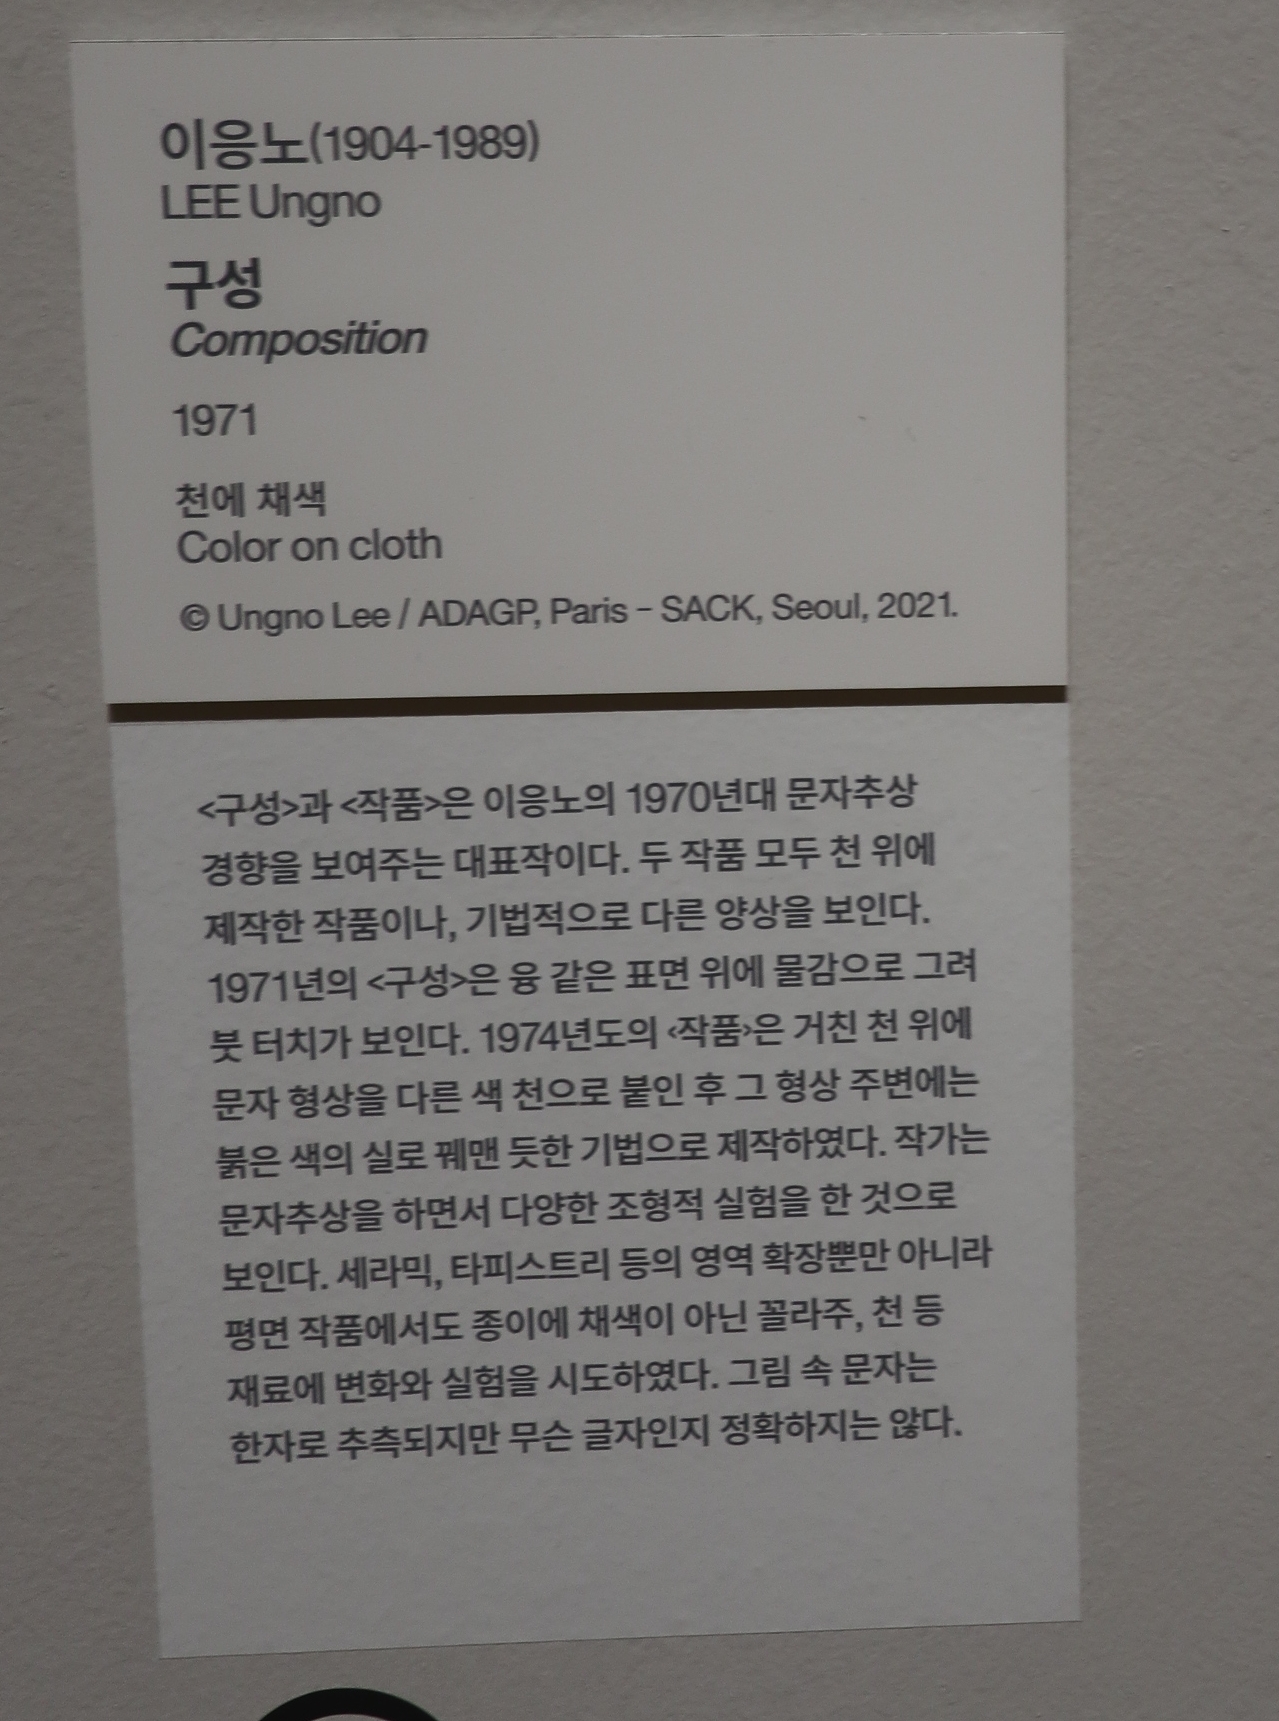 이응노(1904-1989)
LEE Ungno
구성
Composition
1971
천에 채색
Color on cloth
© Ungno Lee / ADAGP, Paris – SACK, Seoul, 2021.
<구성>과 <작품>은 이응노의 1970년대 문자추상
경향을 보여주는 대표작이다. 두 작품 모두 천 위에
제작한 작품이나, 기법적으로 다른 양상을 보인다.
1971년의 <구성>은 융 같은 표면 위에 물감으로 그려
붓 터치가 보인다. 1974년도의 <작품>은 거친 천 위에
문자 형상을 다른 색 천으로 붙인 후 그 형상 주변에는
붉은 색의 실로 꿰맨 듯한 기법으로 제작하였다. 작가는
문자추상을 하면서 다양한 조형적 실험을 한 것으로
보인다. 세라믹, 타피스트리 등의 영역 확장뿐만 아니라
평면 작품에서도 종이에 채색이 아닌 꼴라주, 천 등
재료에 변화와 실험을 시도하였다. 그림 속 문자는
한자로 추측되지만 무슨 글자인지 정확하지는 않다.